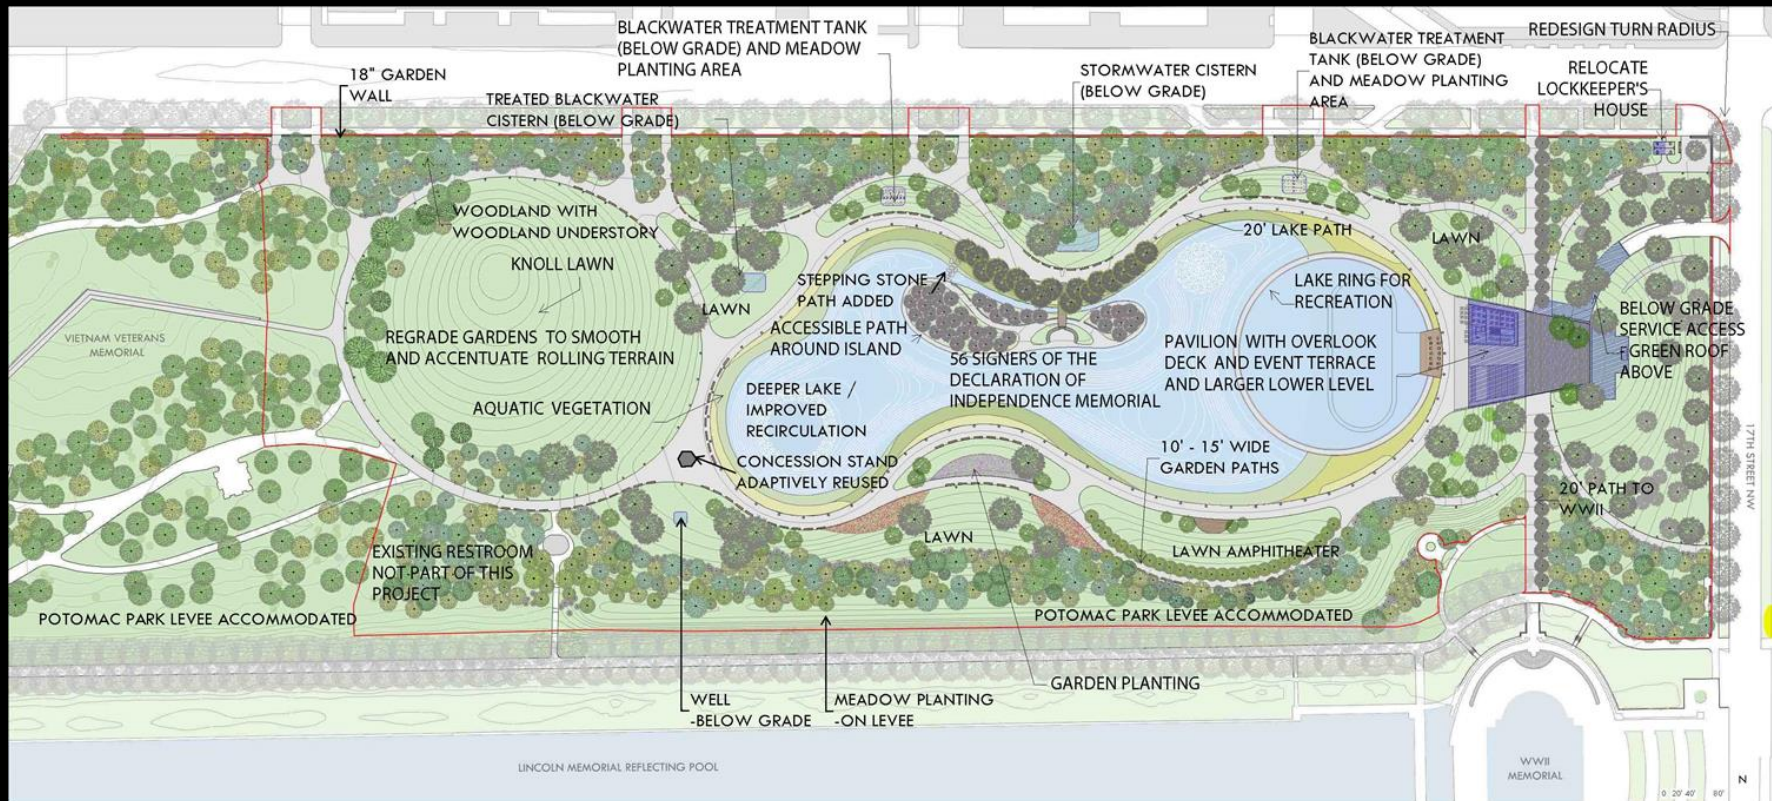 BLACKWATER TREATMENT TANK
(BELOW GRADE) AND MEADOW
PLANTING AREA
REDESIGN TURN RADIUS
BLACKWATER TREATMENT
TANK (BELOW GRADE)
AND MEADOW PLANTING
AREA
18" GARDEN
WALL
STORMWATER CISTERN
(BELOW GRADE)
RELOCATE
LOCKKEEPER'S
HOUSE
TREATED BLACKWATER
CISTERN (BELOW GRADE)
WOODLAND WITH
WOODLAND UNDERSTORY
20' LAKE PATH
LAWN
KNOLL LAWN
STEPPING STONE
PATH ADDED
LAKE RING FOR
RECREATION
LAWN
BELOW GRADE
SERVICE ACCESS
- GREEN ROOF
ABOVE
VIETNAM VETERANS
MEMORIAL
REGRADE GARDENS TO SMOOTH
AND ACCENTUATE ROLLING TERRAIN
ACCESSIBLE PATH
AROUND ISLAND
56 SIGNERS OF THE
DECLARATION OF
INDEPENDENCE MEMORIAL
PAVILION WITH OVERLOOK
DECK AND EVENT TERRACE
AND LARGER LOWER LEVEL
AQUATIC VEGETATION
DEEPER LAKE /
IMPROVED
RECIRCULATION
10' - 15' WIDE
GARDEN PATHS
17TH STREET NW
CONCESSION STAND
ADAPTIVELY REUSED
20' PATH TO
WWII
LAWN
LAWN AMPHITHEATER
EXISTING RESTROOM
NOT PART OF THIS
PROJECT
POTOMAC PARK LEVEE ACCOMMODATED
POTOMAC PARK LEVEE ACCOMMODATED
GARDEN PLANTING
WELL
-BELOW GRADE
MEADOW PLANTING
-ON LEVEE
LINCOLN MEMORIAL REFLECTING POOL
WWII
MEMORIAL
N
0 20' 40' 80'